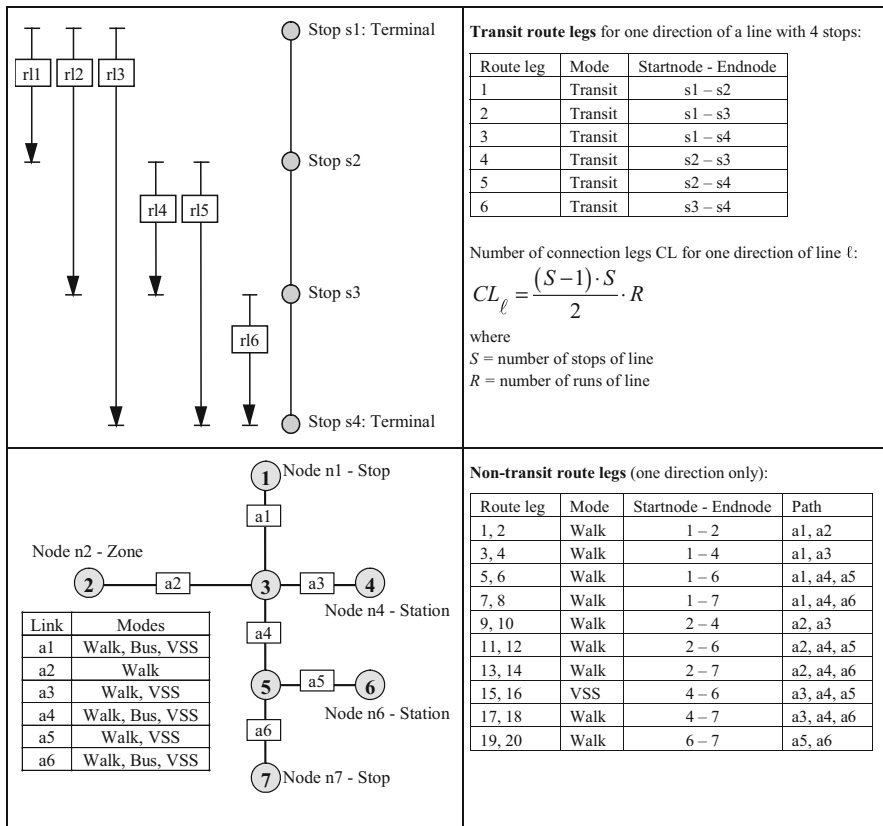 Stop s1: Terminal
rl1
rl2
rl3
Stop s2
rl4
rl5
Stop s3
rl6
Stop s4: Terminal
Transit route legs for one direction of a line with 4 stops:
Route leg Mode Startnode - Endnode
1 Transit s1 – s2
2 Transit s1 – s3
3 Transit s1 – s4
4 Transit s2 – s3
5 Transit s2 – s4
6 Transit s3 – s4
Number of connection legs CL for one direction of line ℓ:
CL_ℓ = (S−1)·S / 2 · R
where
S = number of stops of line
R = number of runs of line
Node n1 - Stop
1
a1
Node n2 - Zone
2
a2
3
a3
4
Node n4 - Station
a4
5
a5
6
Node n6 - Station
a6
7
Node n7 - Stop
Link Modes
a1 Walk, Bus, VSS
a2 Walk
a3 Walk, VSS
a4 Walk, Bus, VSS
a5 Walk, VSS
a6 Walk, Bus, VSS
Non-transit route legs (one direction only):
Route leg Mode Startnode - Endnode Path
1, 2 Walk 1 – 2 a1, a2
3, 4 Walk 1 – 4 a1, a3
5, 6 Walk 1 – 6 a1, a4, a5
7, 8 Walk 1 – 7 a1, a4, a6
9, 10 Walk 2 – 4 a2, a3
11, 12 Walk 2 – 6 a2, a4, a5
13, 14 Walk 2 – 7 a2, a4, a6
15, 16 VSS 4 – 6 a3, a4, a5
17, 18 Walk 4 – 7 a3, a4, a6
19, 20 Walk 6 – 7 a5, a6